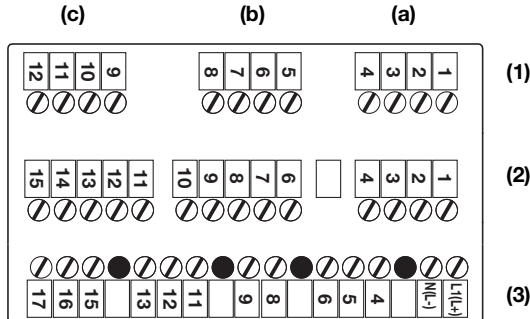 (c) (b) (a)
12 11 10 9 8 7 6 5 4 3 2 1 (1)
15 14 13 12 11 10 9 8 7 6 4 3 2 1 (2)
17 16 15 13 12 11 9 8 6 5 4 N(L-) L1(L+) (3)